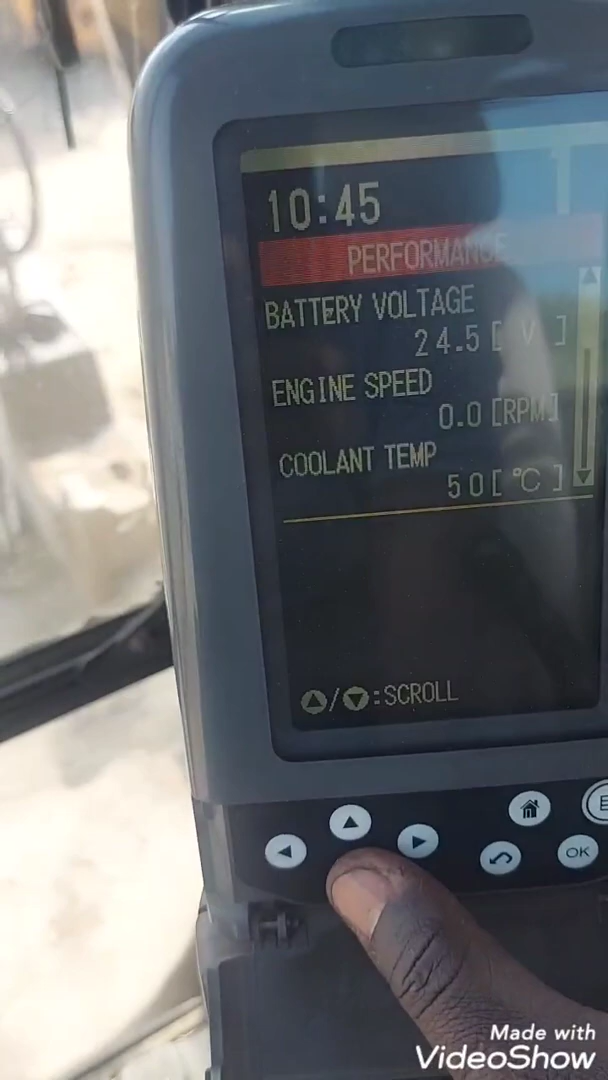 10:45
PERFORMANCE
BATTERY VOLTAGE
24.5 [ V ]
ENGINE SPEED
0.0 [RPM]
COOLANT TEMP
50 [ °C ]
▲/▼:SCROLL
OK
Made with
VideoShow